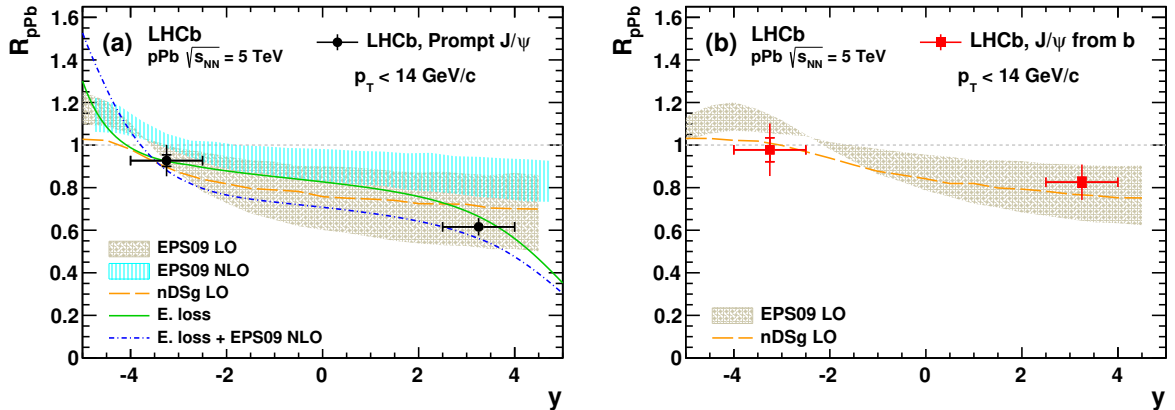 R_pPb
(a)
LHCb
pPb √s_NN = 5 TeV
LHCb, Prompt J/ψ
p_T < 14 GeV/c
1.6
1.4
1.2
1
0.8
0.6
0.4
0.2
0
EPS09 LO
EPS09 NLO
nDSg LO
E. loss
E. loss + EPS09 NLO
-4 -2 0 2 4
y
R_pPb
(b)
LHCb
pPb √s_NN = 5 TeV
LHCb, J/ψ from b
p_T < 14 GeV/c
1.6
1.4
1.2
1
0.8
0.6
0.4
0.2
0
EPS09 LO
nDSg LO
-4 -2 0 2 4
y